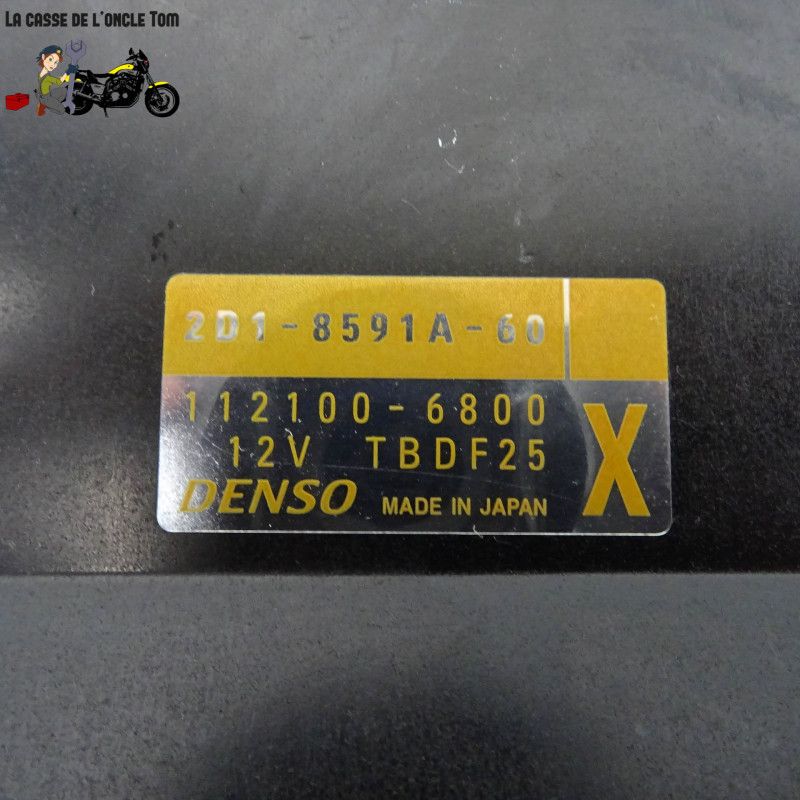 LA CASSE DE L'ONCLE TOM
2D1-8591A-60
112100-6800
12V TBDF25
X
DENSO MADE IN JAPAN